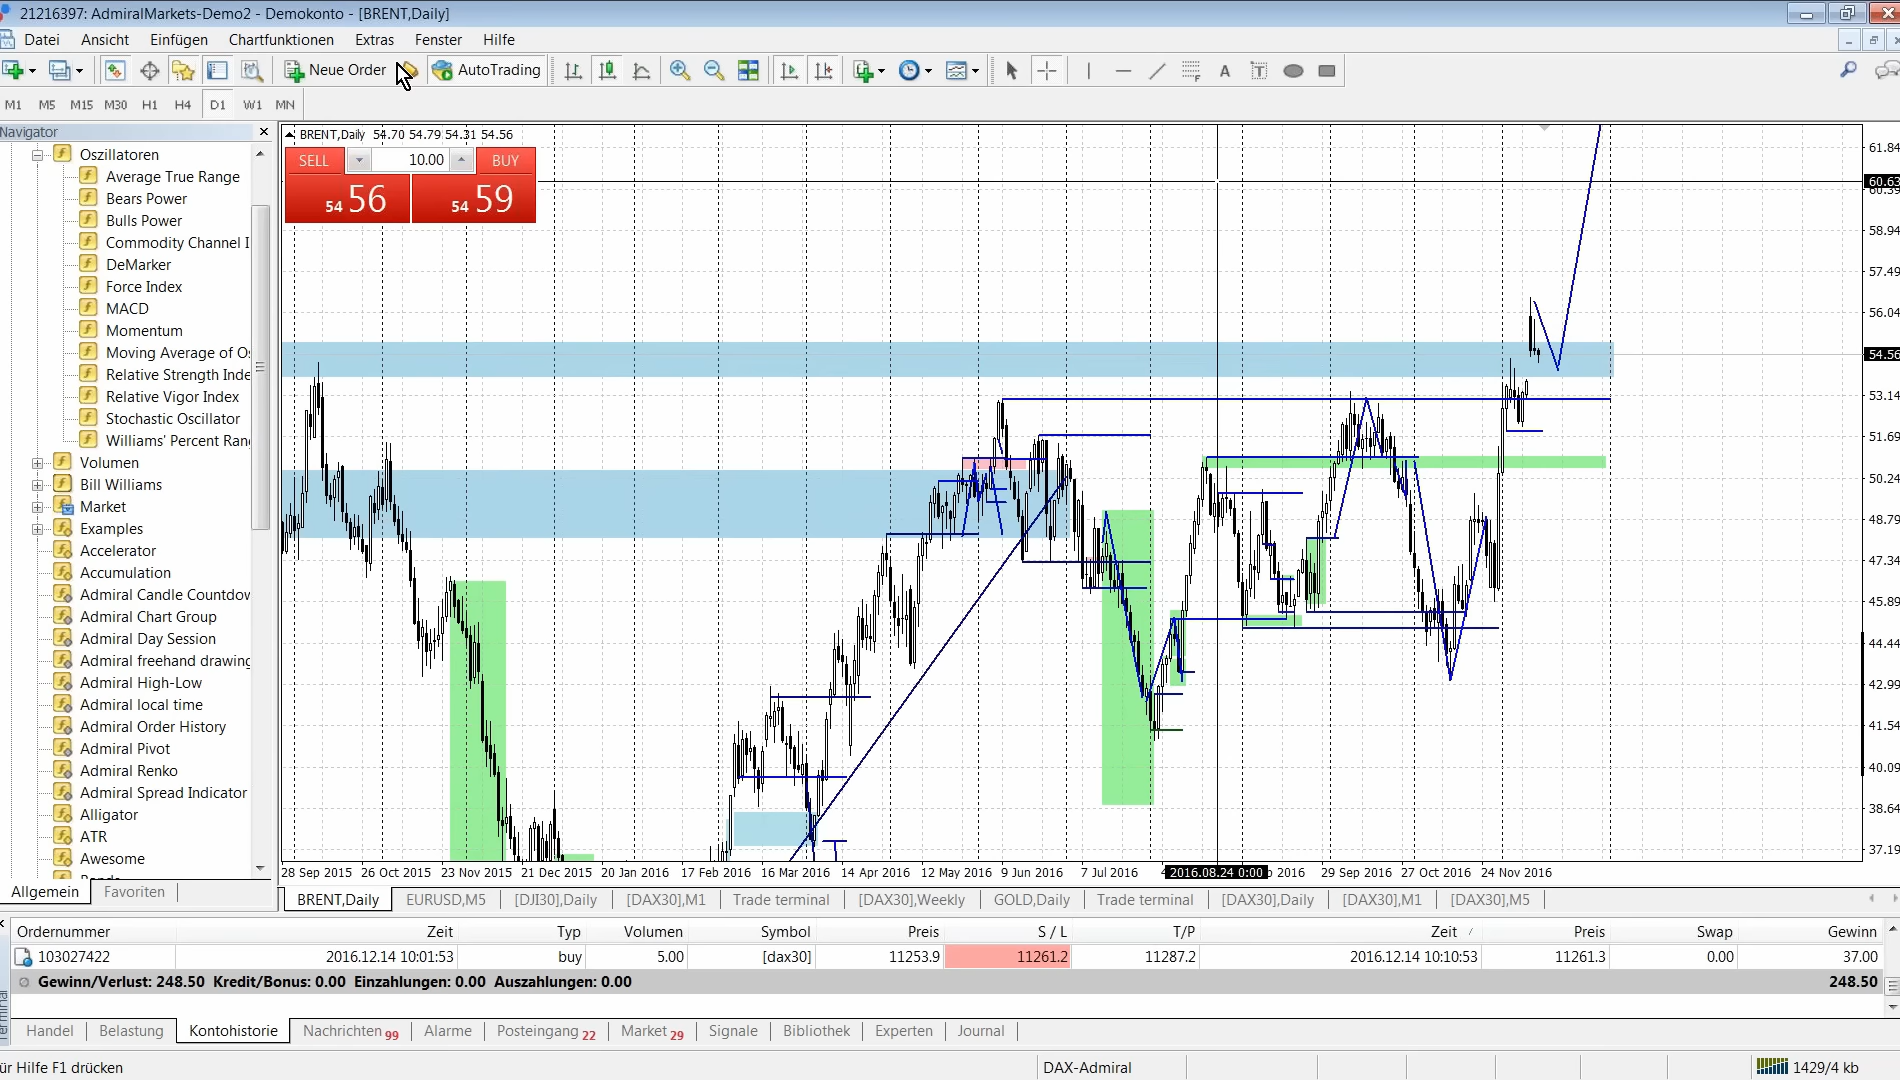 21216397: AdmiralMarkets-Demo2 - Demokonto - [BRENT,Daily]
Datei Ansicht Einfügen Chartfunktionen Extras Fenster Hilfe
Neue Order AutoTrading
M1 M5 M15 M30 H1 H4 D1 W1 MN
Navigator
Oszillatoren
Average True Range
Bears Power
Bulls Power
Commodity Channel I
DeMarker
Force Index
MACD
Momentum
Moving Average of Os
Relative Strength Inde
Relative Vigor Index
Stochastic Oscillator
Williams' Percent Ran
Volumen
Bill Williams
Market
Examples
Accelerator
Accumulation
Admiral Candle Countdow
Admiral Chart Group
Admiral Day Session
Admiral freehand drawing
Admiral High-Low
Admiral local time
Admiral Order History
Admiral Pivot
Admiral Renko
Admiral Spread Indicator
Alligator
ATR
Awesome
Allgemein Favoriten
BRENT,Daily 54.70 54.79 54.31 54.56
SELL 10.00 BUY
54 56 54 59
61.84
60.63
60.39
58.94
57.49
56.04
54.56
53.14
51.69
50.24
48.79
47.34
45.89
44.44
42.99
41.54
40.09
38.64
37.19
28 Sep 2015 26 Oct 2015 23 Nov 2015 21 Dec 2015 20 Jan 2016 17 Feb 2016 16 Mar 2016 14 Apr 2016 12 May 2016 9 Jun 2016 7 Jul 2016 2016.08.24 0:00 2016 29 Sep 2016 27 Oct 2016 24 Nov 2016
BRENT,Daily EURUSD,M5 [DJI30],Daily [DAX30],M1 Trade terminal [DAX30],Weekly GOLD,Daily Trade terminal [DAX30],Daily [DAX30],M1 [DAX30],M5
Ordernummer Zeit Typ Volumen Symbol Preis S / L T/P Zeit / Preis Swap Gewinn
103027422 2016.12.14 10:01:53 buy 5.00 [dax30] 11253.9 11261.2 11287.2 2016.12.14 10:10:53 11261.3 0.00 37.00
Gewinn/Verlust: 248.50 Kredit/Bonus: 0.00 Einzahlungen: 0.00 Auszahlungen: 0.00 248.50
Terminal
Handel Belastung Kontohistorie Nachrichten 99 Alarme Posteingang 22 Market 29 Signale Bibliothek Experten Journal
ür Hilfe F1 drücken DAX-Admiral 1429/4 kb